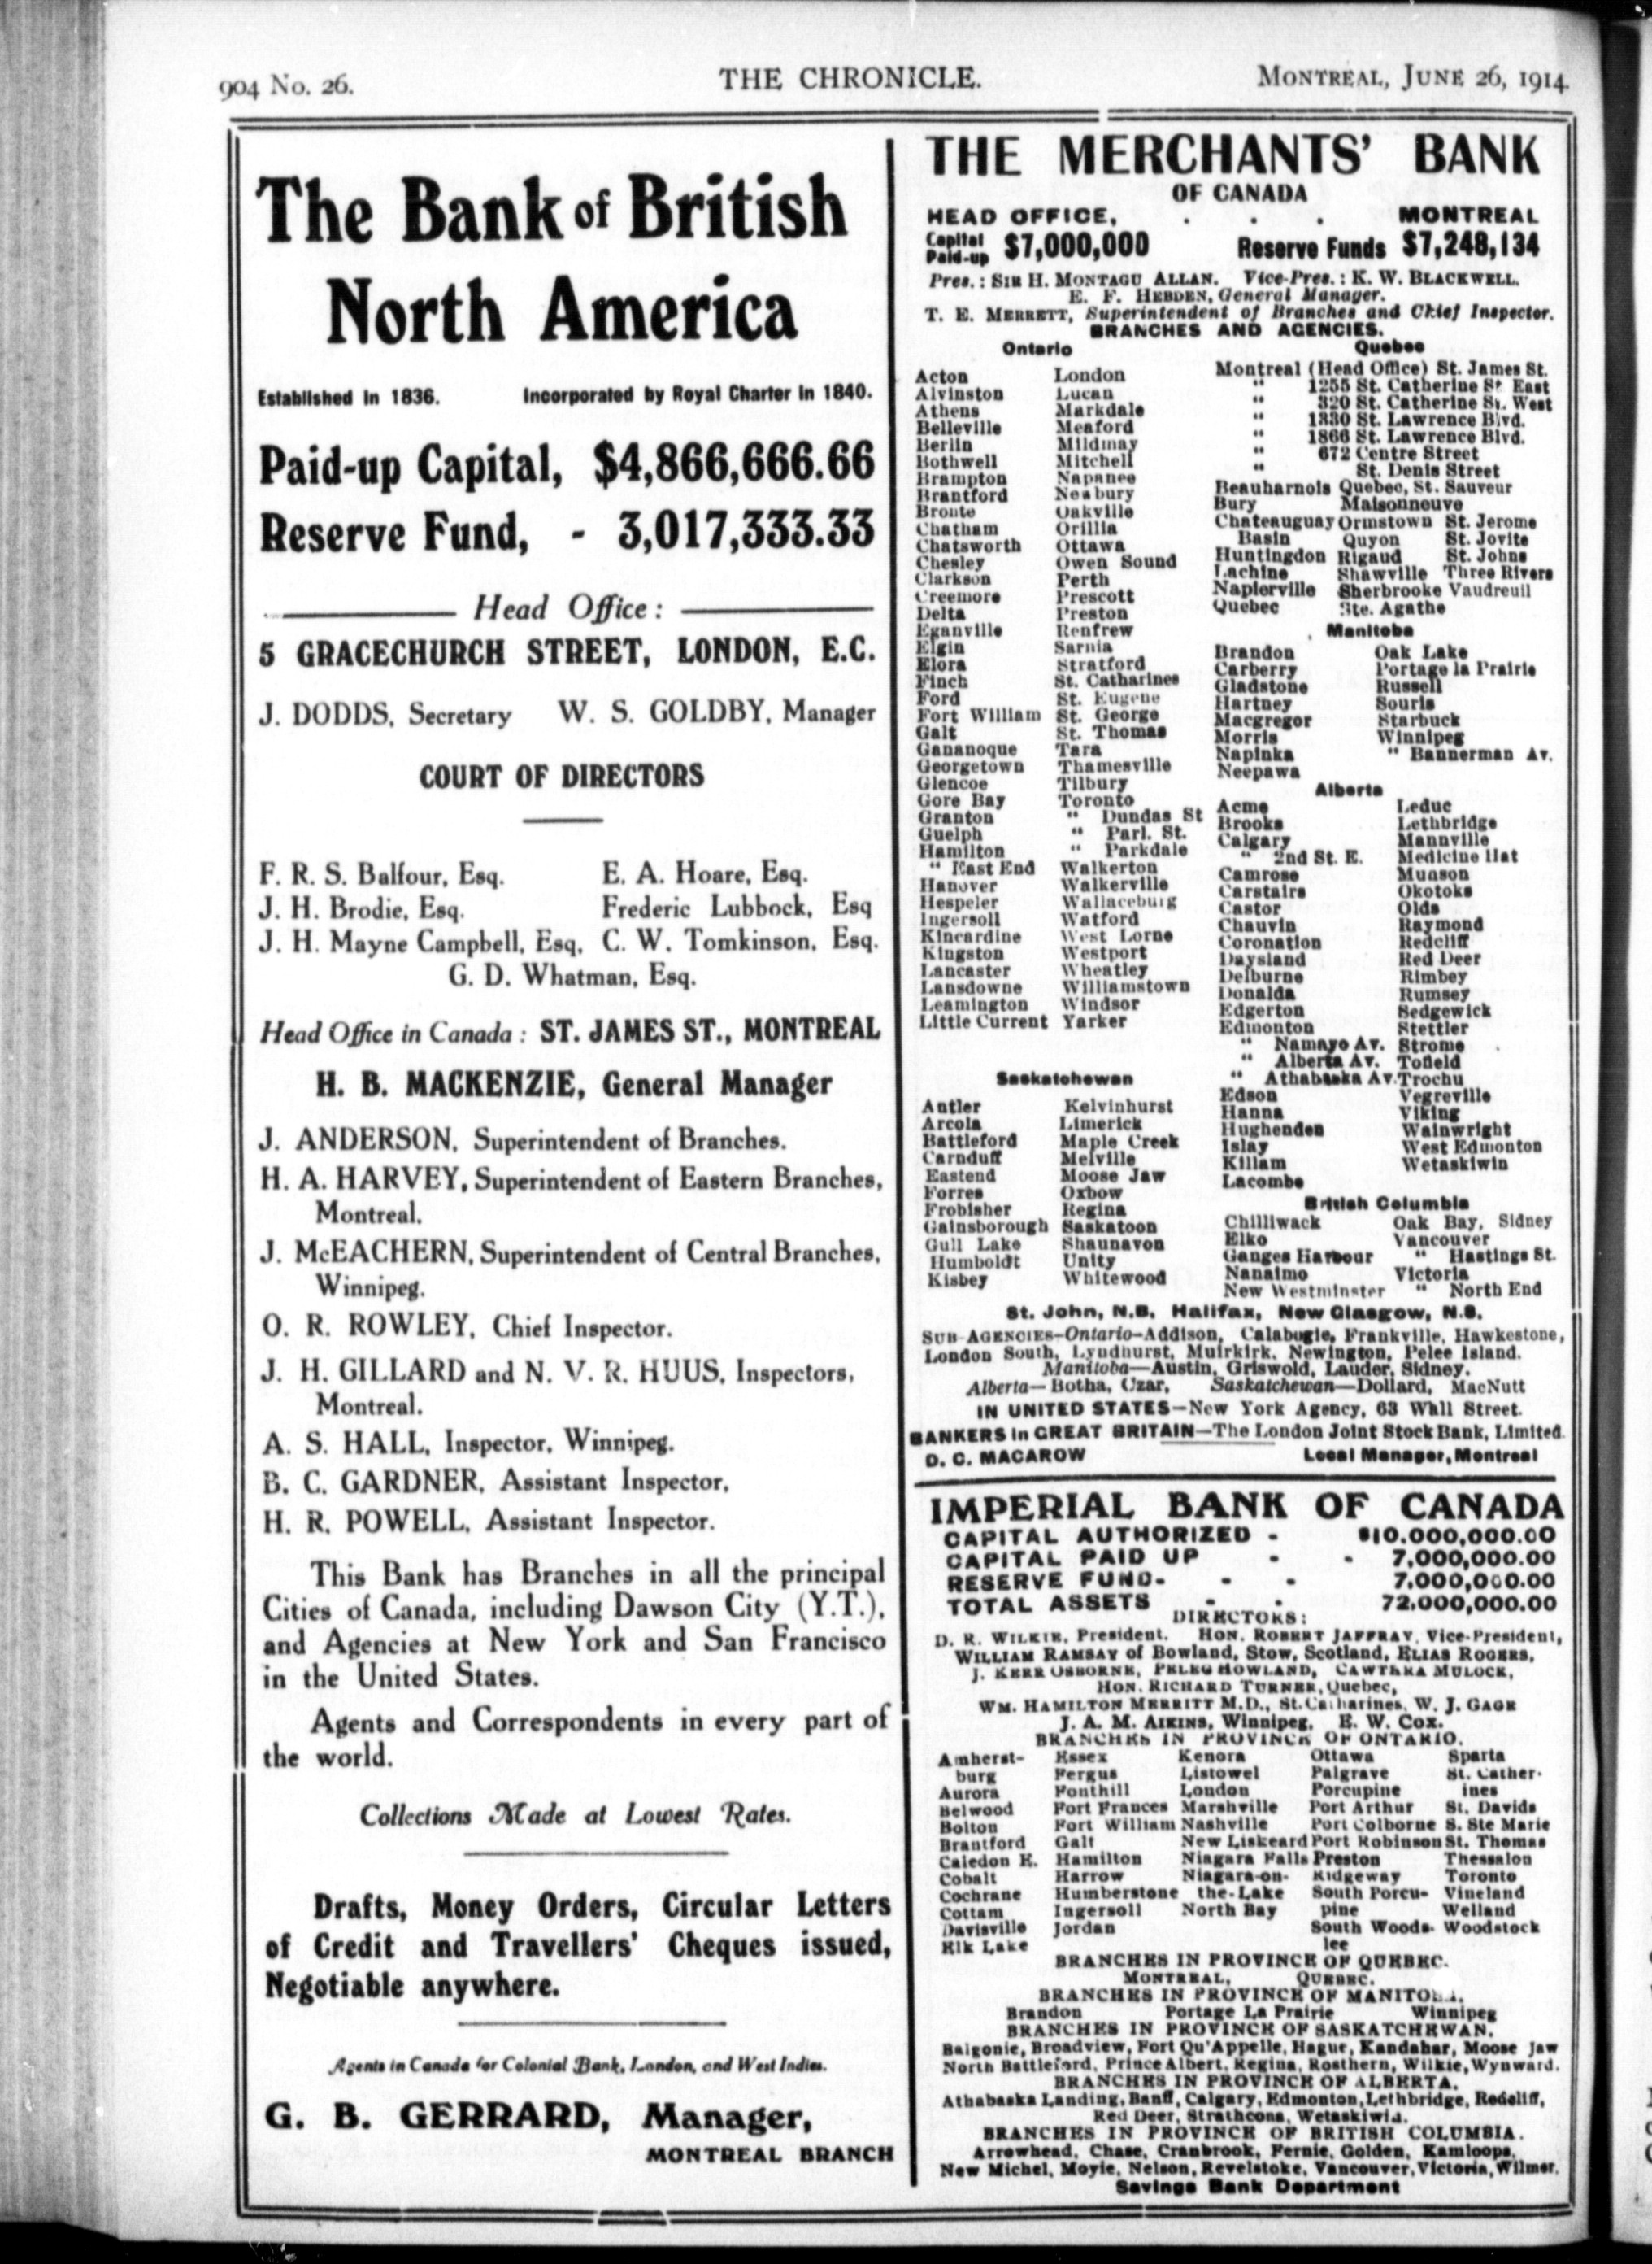 904 No. 26.
THE CHRONICLE.
MONTREAL, JUNE 26, 1914.
The Bank of British
North America
Established in 1836. Incorporated by Royal Charter in 1840.
Paid-up Capital, $4,866,666.66
Reserve Fund, - 3,017,333.33
Head Office:
5 GRACECHURCH STREET, LONDON, E.C.
J. DODDS, Secretary W. S. GOLDBY, Manager
COURT OF DIRECTORS
F. R. S. Balfour, Esq. E. A. Hoare, Esq.
J. H. Brodie, Esq. Frederic Lubbock, Esq
J. H. Mayne Campbell, Esq. C. W. Tomkinson, Esq.
G. D. Whatman, Esq.
Head Office in Canada: ST. JAMES ST., MONTREAL
H. B. MACKENZIE, General Manager
J. ANDERSON, Superintendent of Branches.
H. A. HARVEY, Superintendent of Eastern Branches,
Montreal.
J. McEACHERN, Superintendent of Central Branches,
Winnipeg.
O. R. ROWLEY, Chief Inspector.
J. H. GILLARD and N. V. R. HUUS, Inspectors,
Montreal.
A. S. HALL, Inspector, Winnipeg.
B. C. GARDNER, Assistant Inspector,
H. R. POWELL, Assistant Inspector.
This Bank has Branches in all the principal
Cities of Canada, including Dawson City (Y.T.),
and Agencies at New York and San Francisco
in the United States.
Agents and Correspondents in every part of
the world.
Collections Made at Lowest Rates.
Drafts, Money Orders, Circular Letters
of Credit and Travellers' Cheques issued,
Negotiable anywhere.
Agents in Canada for Colonial Bank, London, and West Indies.
G. B. GERRARD, Manager,
MONTREAL BRANCH
THE MERCHANTS' BANK
OF CANADA
HEAD OFFICE, . . . MONTREAL
Capital Paid-up $7,000,000 Reserve Funds $7,248,134
Pres.: SIR H. MONTAGU ALLAN. Vice-Pres.: K. W. BLACKWELL.
E. F. HEBDEN, General Manager.
T. E. MERRETT, Superintendent of Branches and Chief Inspector.
BRANCHES AND AGENCIES.
Ontario
Acton London
Alvinston Lucan
Athens Markdale
Belleville Meaford
Berlin Mildmay
Bothwell Mitchell
Brampton Napanee
Brantford Neabury
Bronte Oakville
Chatham Orillia
Chatsworth Ottawa
Chesley Owen Sound
Clarkson Perth
Creemore Prescott
Delta Preston
Eganville Renfrew
Elgin Sarnia
Elora Stratford
Finch St. Catharines
Ford St. Eugene
Fort William St. George
Galt St. Thomas
Gananoque Tara
Georgetown Thamesville
Glencoe Tilbury
Gore Bay Toronto
Granton " Dundas St
Guelph " Parl. St.
Hamilton " Parkdale
" East End Walkerton
Hanover Walkerville
Hespeler Wallaceburg
Ingersoll Watford
Kincardine West Lorne
Kingston Westport
Lancaster Wheatley
Lansdowne Williamstown
Leamington Windsor
Little Current Yarker
Saskatchewan
Antler Kelvinhurst
Arcola Limerick
Battleford Maple Creek
Carnduff Melville
Eastend Moose Jaw
Forres Oxbow
Frobisher Regina
Gainsborough Saskatoon
Gull Lake Shaunavon
Humboldt Unity
Kisbey Whitewood
Quebec
Montreal (Head Office) St. James St.
" 1255 St. Catherine St East
" 320 St. Catherine St. West
" 1330 St. Lawrence Blvd.
" 1866 St. Lawrence Blvd.
" 672 Centre Street
" St. Denis Street
Beauharnois Quebec, St. Sauveur
Bury Maisonneuve
Chateauguay Ormstown St. Jerome
Basin Quyon St. Jovite
Huntingdon Rigaud St. Johns
Lachine Shawville Three Rivers
Napierville Sherbrooke Vaudreuil
Quebec Ste. Agathe
Manitoba
Brandon Oak Lake
Carberry Portage la Prairie
Gladstone Russell
Hartney Souris
Macgregor Starbuck
Morris Winnipeg
Napinka " Bannerman Av.
Neepawa
Alberta
Acme Leduc
Brooks Lethbridge
Calgary Mannville
" 2nd St. E. Medicine Hat
Camrose Munson
Carstairs Okotoks
Castor Olds
Chauvin Raymond
Coronation Redcliff
Daysland Red Deer
Delburne Rimbey
Donalda Rumsey
Edgerton Sedgewick
Edmonton Stettler
" Namayo Av. Strome
" Alberta Av. Tofield
" Athabaska Av. Trochu
Edson Vegreville
Hanna Viking
Hughenden Wainwright
Islay West Edmonton
Killam Wetaskiwin
Lacombe
British Columbia
Chilliwack Oak Bay, Sidney
Elko Vancouver
Ganges Harbour " Hastings St.
Nanaimo Victoria
New Westminster " North End
St. John, N.B. Halifax, New Glasgow, N.S.
SUB-AGENCIES-Ontario-Addison, Calabogie, Frankville, Hawkestone,
London South, Lyndhurst, Muirkirk, Newington, Pelee Island.
Manitoba—Austin, Griswold, Lauder, Sidney.
Alberta—Botha, Czar, Saskatchewan—Dollard, MacNutt
IN UNITED STATES—New York Agency, 63 Wall Street.
BANKERS in GREAT BRITAIN—The London Joint Stock Bank, Limited.
D. C. MACAROW Local Manager, Montreal
IMPERIAL BANK OF CANADA
CAPITAL AUTHORIZED - $10,000,000.00
CAPITAL PAID UP - - 7,000,000.00
RESERVE FUND- - - 7,000,000.00
TOTAL ASSETS - - 72,000,000.00
DIRECTORS:
D. R. WILKIE, President. HON. ROBERT JAFFRAY, Vice-President,
WILLIAM RAMSAY of Bowland, Stow, Scotland, ELIAS ROGERS,
J. KERR OSBORNE, PELEG HOWLAND, CAWTHRA MULOCK,
HON. RICHARD TURNER, Quebec,
WM. HAMILTON MERRITT M.D., St. Catharines, W. J. GAGE
J. A. M. AIKINS, Winnipeg, E. W. COX.
BRANCHES IN PROVINCE OF ONTARIO.
Amherst- Essex Kenora Ottawa Sparta
burg Fergus Listowel Palgrave St. Cather-
Aurora Fonthill London Porcupine ines
Belwood Fort Frances Marshville Port Arthur St. Davids
Bolton Fort William Nashville Port Colborne S. Ste Marie
Brantford Galt New Liskeard Port Robinson St. Thomas
Caledon E. Hamilton Niagara Falls Preston Thessalon
Cobalt Harrow Niagara-on- Ridgeway Toronto
Cochrane Humberstone the-Lake South Porcu- Vineland
Cottam Ingersoll North Bay pine Welland
Davisville Jordan South Woods- Woodstock
Elk Lake lee
BRANCHES IN PROVINCE OF QUEBEC.
MONTREAL, QUEBEC.
BRANCHES IN PROVINCE OF MANITOBA.
Brandon Portage La Prairie Winnipeg
BRANCHES IN PROVINCE OF SASKATCHEWAN.
Balgonie, Broadview, Fort Qu'Appelle, Hague, Kandahar, Moose Jaw
North Battleford, Prince Albert, Regina, Rosthern, Wilkie, Wynward.
BRANCHES IN PROVINCE OF ALBERTA.
Athabaska Landing, Banff, Calgary, Edmonton, Lethbridge, Redcliff,
Red Deer, Strathcona, Wetaskiwin.
BRANCHES IN PROVINCE OF BRITISH COLUMBIA.
Arrowhead, Chase, Cranbrook, Fernie, Golden, Kamloops,
New Michel, Moyie, Nelson, Revelstoke, Vancouver, Victoria, Wilmer.
Savings Bank Department